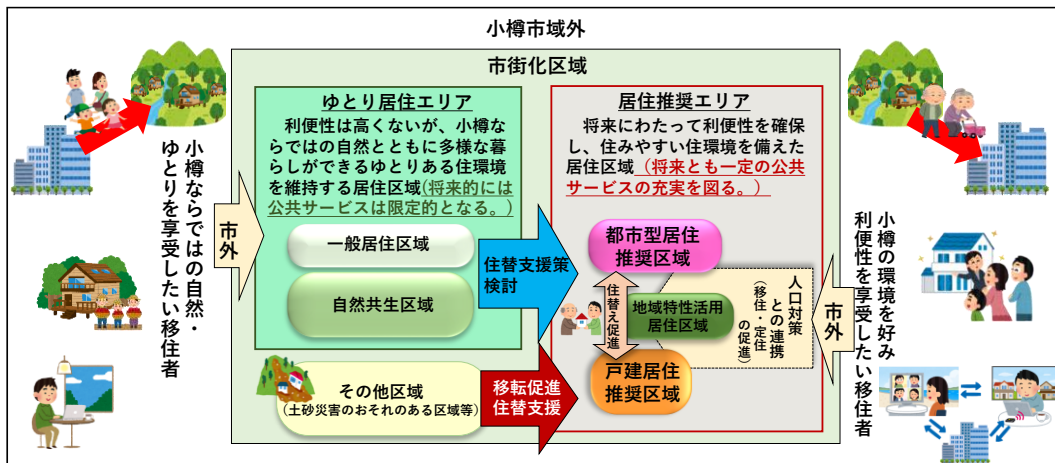 小樽市域外
市街化区域
ゆとり居住エリア
利便性は高くないが、小樽な
らではの自然とともに多様な暮
らしができるゆとりある住環境
を維持する居住区域(将来的には
公共サービスは限定的となる。)
一般居住区域
自然共生区域
その他区域
(土砂災害のおそれのある区域等)
住替支援策
検討
移転促進
住替支援
居住推奨エリア
将来にわたって利便性を確保
し、住みやすい住環境を備えた
居住区域(将来とも一定の公共
サービスの充実を図る。)
都市型居住
推奨区域
住替え促進
地域特性活用
居住区域
戸建居住
推奨区域
人口対策
との連携
(移住・定住
の促進)
小樽ならではの自然・
ゆとりを享受したい移住者
市外
市外
小樽の環境を好み
利便性を享受したい移住者